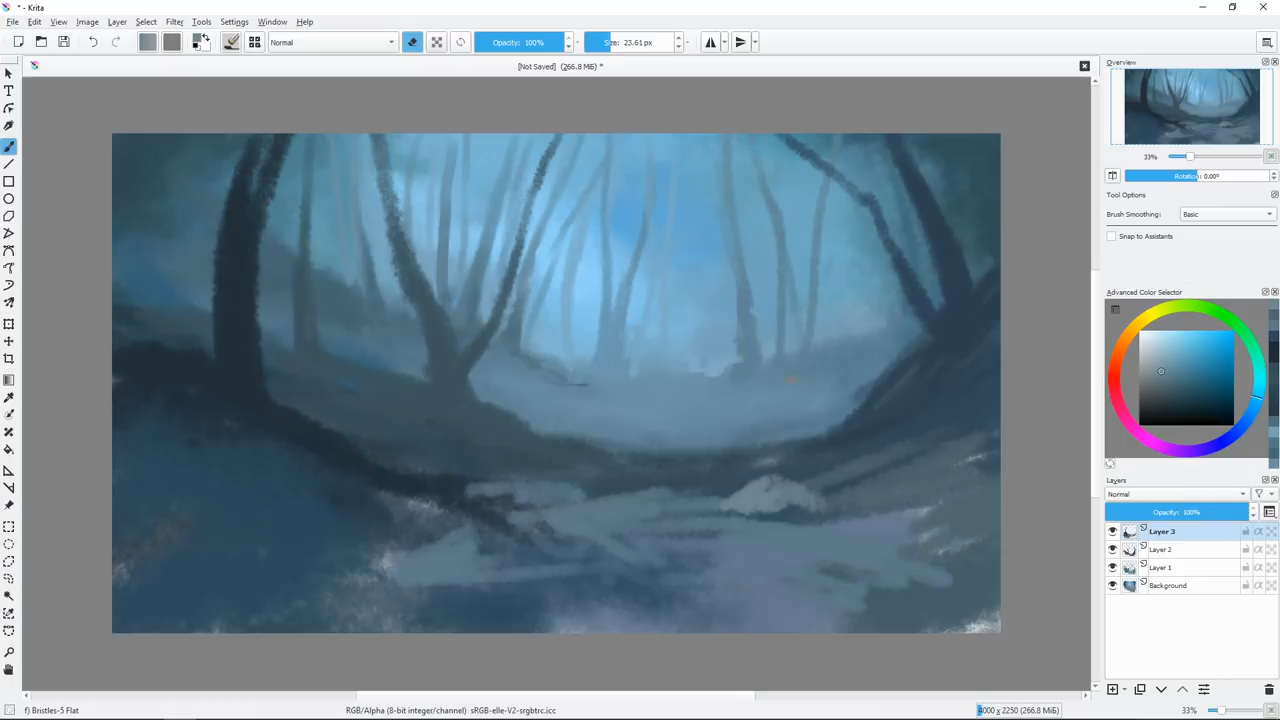 * - Krita
File Edit View Image Layer Select Filter Tools Settings Window Help
Normal Opacity: 100% Size: 23.61 px
[Not Saved] (266.8 MiB) *
Overview
33%
Rotation: 0.00°
Tool Options
Brush Smoothing: Basic
Snap to Assistants
Advanced Color Selector
Layers
Normal
Opacity: 100%
Layer 3
Layer 2
Layer 1
Background
f) Bristles-5 Flat RGB/Alpha (8-bit integer/channel) sRGB-elle-V2-srgbtrc.icc 4000 x 2250 (266.8 MiB) 33%